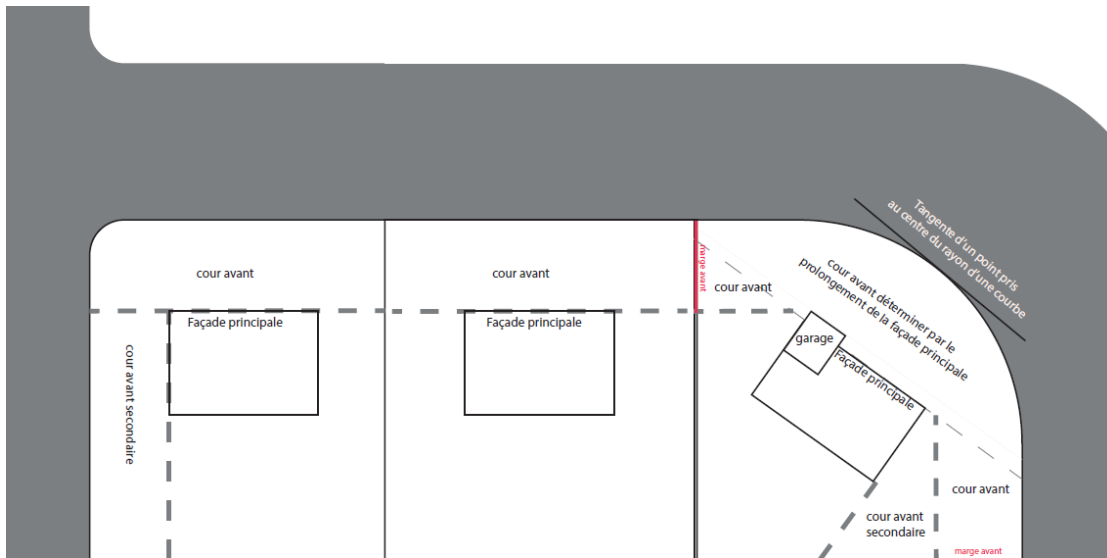 Tangente d'un point pris
au centre du rayon d'une courbe
cour avant
cour avant
marge avant
cour avant
cour avant déterminer par le
prolongement de la façade principale
Façade principale
Façade principale
garage
Façade principale
cour avant secondaire
cour avant
cour avant
secondaire
marge avant